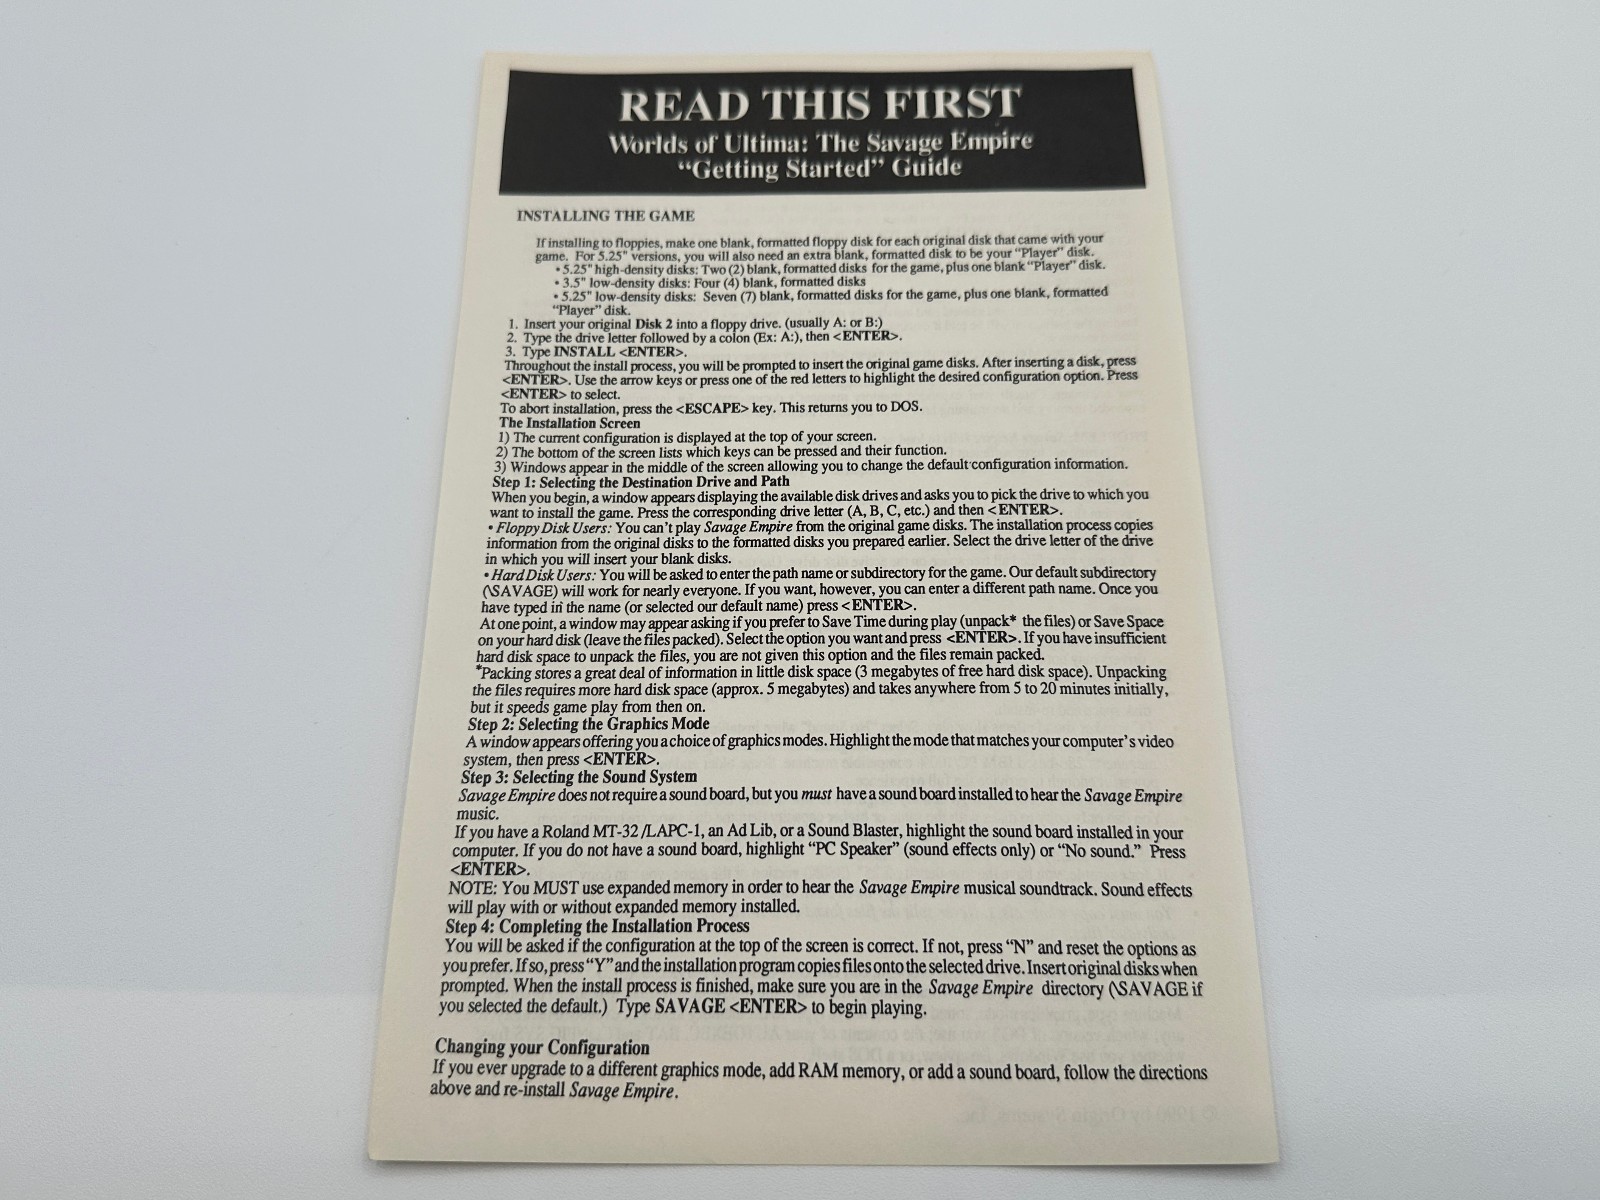 READ THIS FIRST
Worlds of Ultima: The Savage Empire
“Getting Started” Guide
INSTALLING THE GAME
If installing to floppies, make one blank, formatted floppy disk for each original disk that came with your
game. For 5.25" versions, you will also need an extra blank, formatted disk to be your “Player” disk.
• 5.25" high-density disks: Two (2) blank, formatted disks for the game, plus one blank “Player” disk.
• 3.5" low-density disks: Four (4) blank, formatted disks
• 5.25" low-density disks: Seven (7) blank, formatted disks for the game, plus one blank, formatted
“Player” disk.
1. Insert your original Disk 2 into a floppy drive. (usually A: or B:)
2. Type the drive letter followed by a colon (Ex: A:), then <ENTER>.
3. Type INSTALL <ENTER>.
Throughout the install process, you will be prompted to insert the original game disks. After inserting a disk, press
<ENTER>. Use the arrow keys or press one of the red letters to highlight the desired configuration option. Press
<ENTER> to select.
To abort installation, press the <ESCAPE> key. This returns you to DOS.
The Installation Screen
1) The current configuration is displayed at the top of your screen.
2) The bottom of the screen lists which keys can be pressed and their function.
3) Windows appear in the middle of the screen allowing you to change the default configuration information.
Step 1: Selecting the Destination Drive and Path
When you begin, a window appears displaying the available disk drives and asks you to pick the drive to which you
want to install the game. Press the corresponding drive letter (A, B, C, etc.) and then <ENTER>.
• Floppy Disk Users: You can't play Savage Empire from the original game disks. The installation process copies
information from the original disks to the formatted disks you prepared earlier. Select the drive letter of the drive
in which you will insert your blank disks.
• Hard Disk Users: You will be asked to enter the path name or subdirectory for the game. Our default subdirectory
(\SAVAGE) will work for nearly everyone. If you want, however, you can enter a different path name. Once you
have typed in the name (or selected our default name) press <ENTER>.
At one point, a window may appear asking if you prefer to Save Time during play (unpack* the files) or Save Space
on your hard disk (leave the files packed). Select the option you want and press <ENTER>. If you have insufficient
hard disk space to unpack the files, you are not given this option and the files remain packed.
*Packing stores a great deal of information in little disk space (3 megabytes of free hard disk space). Unpacking
the files requires more hard disk space (approx. 5 megabytes) and takes anywhere from 5 to 20 minutes initially,
but it speeds game play from then on.
Step 2: Selecting the Graphics Mode
A window appears offering you a choice of graphics modes. Highlight the mode that matches your computer's video
system, then press <ENTER>.
Step 3: Selecting the Sound System
Savage Empire does not require a sound board, but you must have a sound board installed to hear the Savage Empire
music.
If you have a Roland MT-32 /LAPC-1, an Ad Lib, or a Sound Blaster, highlight the sound board installed in your
computer. If you do not have a sound board, highlight “PC Speaker” (sound effects only) or “No sound.” Press
<ENTER>.
NOTE: You MUST use expanded memory in order to hear the Savage Empire musical soundtrack. Sound effects
will play with or without expanded memory installed.
Step 4: Completing the Installation Process
You will be asked if the configuration at the top of the screen is correct. If not, press “N” and reset the options as
you prefer. If so, press “Y” and the installation program copies files onto the selected drive. Insert original disks when
prompted. When the install process is finished, make sure you are in the Savage Empire directory (\SAVAGE if
you selected the default.) Type SAVAGE <ENTER> to begin playing.
Changing your Configuration
If you ever upgrade to a different graphics mode, add RAM memory, or add a sound board, follow the directions
above and re-install Savage Empire.